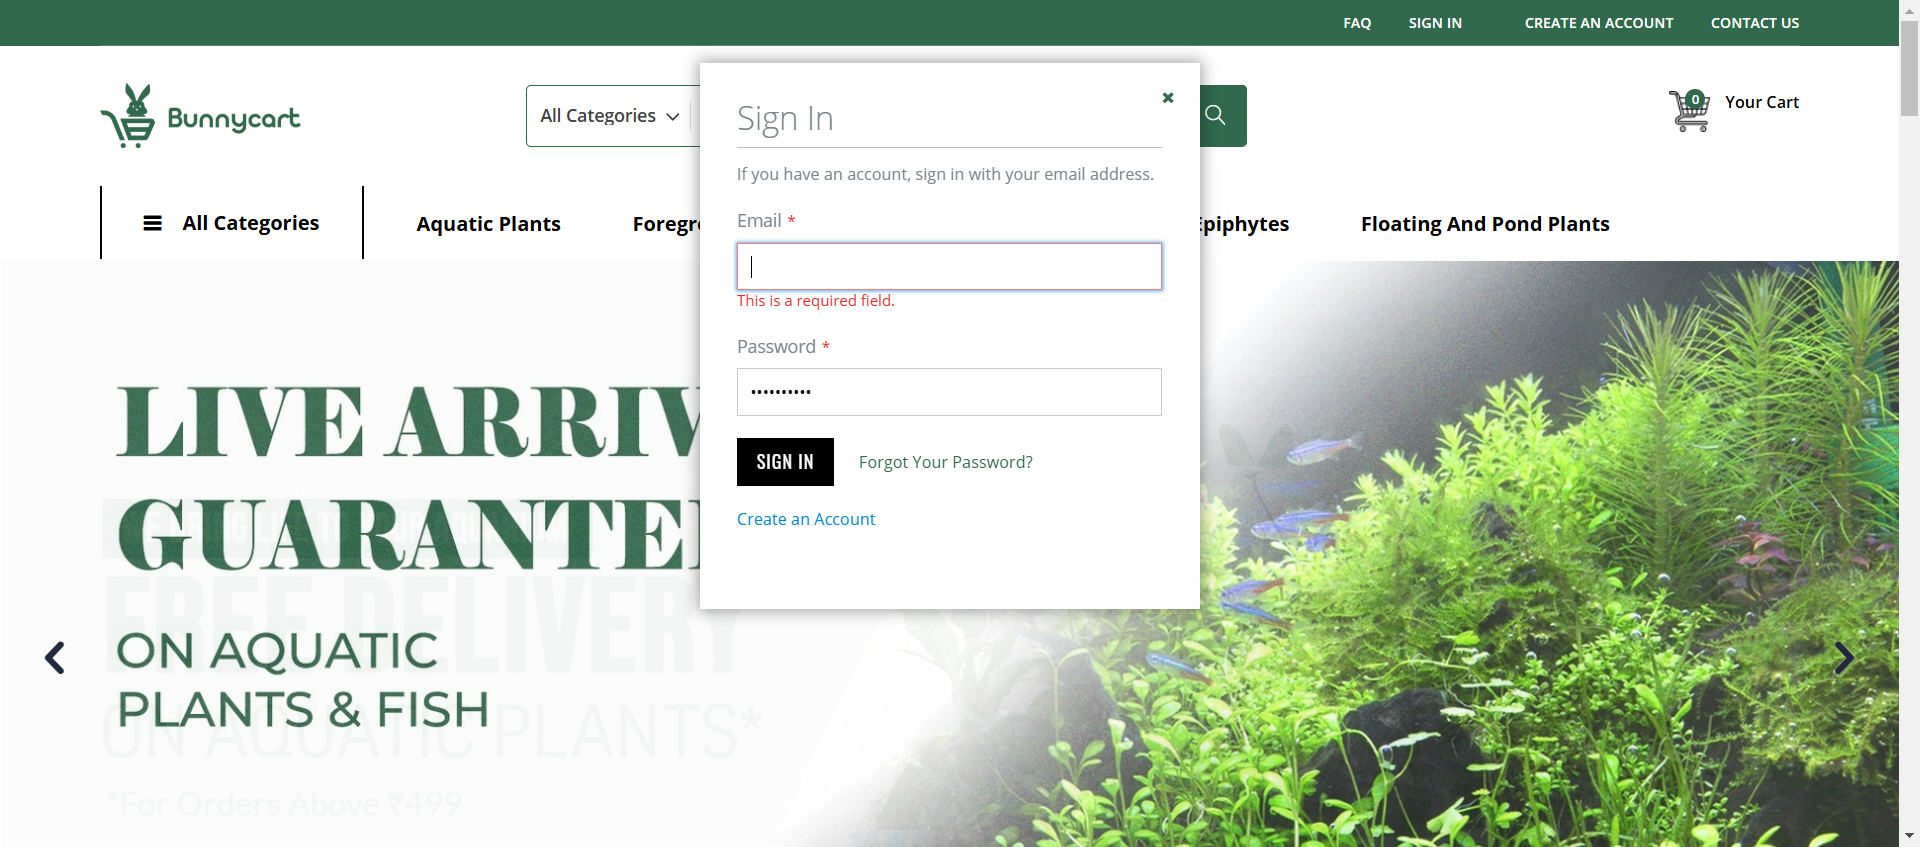 FAQ SIGN IN CREATE AN ACCOUNT CONTACT US
Bunnycart
All Categories
0 Your Cart
All Categories Aquatic Plants Foregr Epiphytes Floating And Pond Plants
Sign In
If you have an account, sign in with your email address.
Email *
This is a required field.
Password *
••••••••••
SIGN IN Forgot Your Password?
Create an Account
LIVE ARRIV
GUARANTE
ON AQUATIC
PLANTS & FISH
FREE DELIVERY
ON AQUATIC PLANTS*
*For Orders Above ₹499